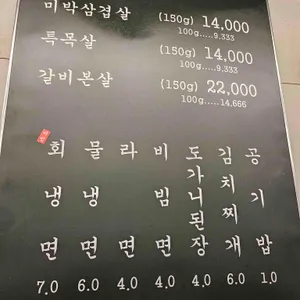 미박삼겹살 (150g) 14,000
100g.....9.333
특목살 (150g) 14,000
100g.....9.333
갈비본살 (150g) 22,000
100g.....14,666
회냉면 7.0
물냉면 6.0
라면 4.0
비빔면 4.0
도가니된장 4.0
김치찌개 6.0
공기밥 1.0